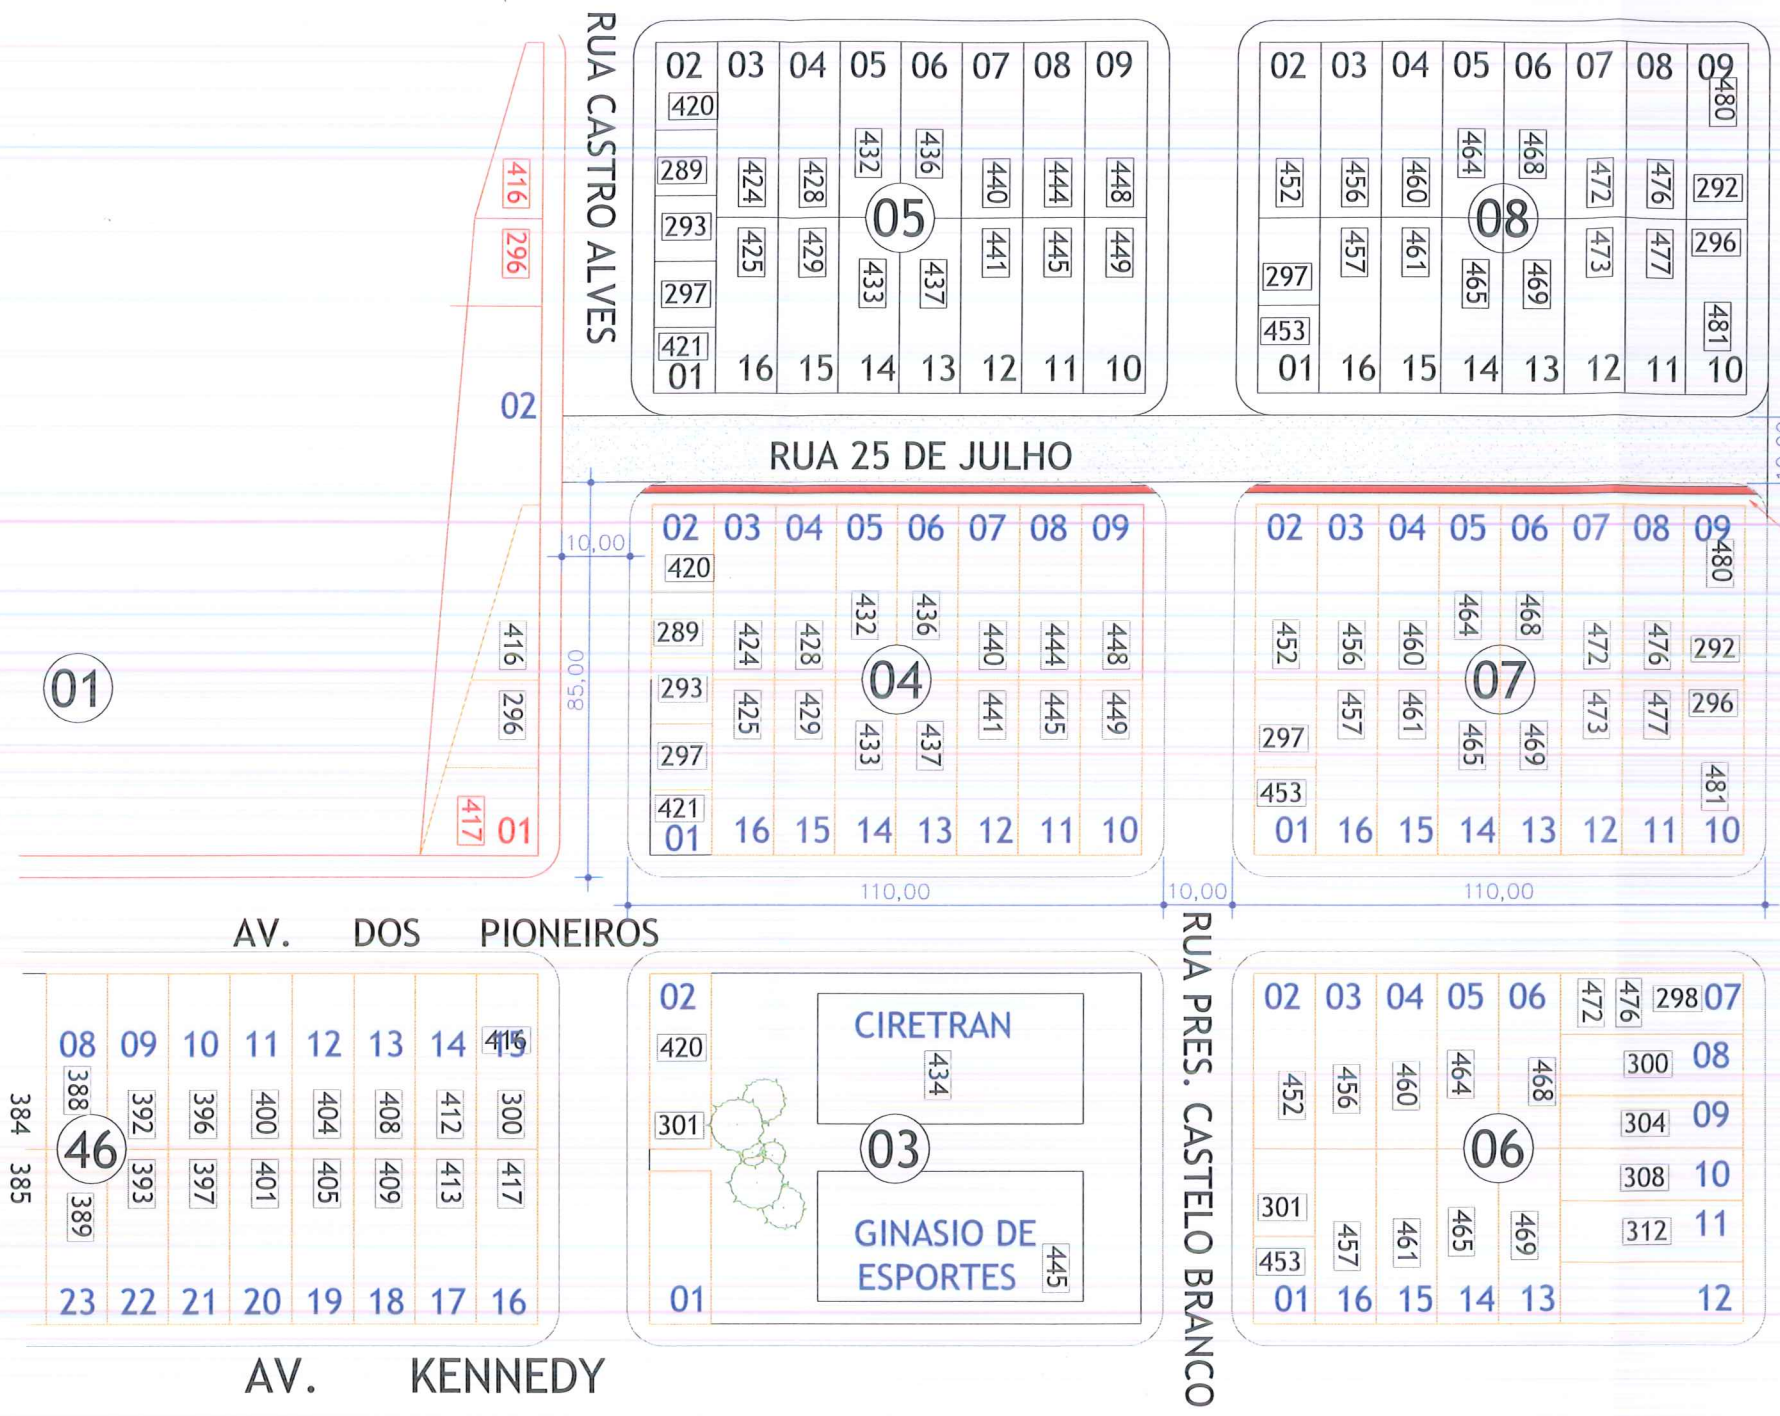 RUA CASTRO ALVES
02 03 04 05 06 07 08 09
420
289 424 428 432 436 440 444 448
05
293 425 429 433 437 441 445 449
297
421
01 16 15 14 13 12 11 10
02 03 04 05 06 07 08 09
480
452 456 460 464 468 472 476 292
08
457 461 465 469 473 477 296
297
453 481
01 16 15 14 13 12 11 10
416
296
02
RUA 25 DE JULHO
10,00
85,00
416
296
417 01
01
02 03 04 05 06 07 08 09
420
289 424 428 432 436 440 444 448
04
293 425 429 433 437 441 445 449
297
421
01 16 15 14 13 12 11 10
02 03 04 05 06 07 08 09
480
452 456 460 464 468 472 476 292
07
457 461 465 469 473 477 296
297
453 481
01 16 15 14 13 12 11 10
110,00 10,00 110,00
AV. DOS PIONEIROS
RUA PRES. CASTELO BRANCO
08 09 10 11 12 13 14 15
416
384 388 392 396 400 404 408 412 300
46
385 389 393 397 401 405 409 413 417
23 22 21 20 19 18 17 16
02
420
301
01
CIRETRAN
434
03
GINASIO DE
ESPORTES
445
02 03 04 05 06 472 476 298 07
300 08
452 456 460 464 468
304 09
06
308 10
301 457 461 465 469
312 11
453
01 16 15 14 13 12
AV. KENNEDY